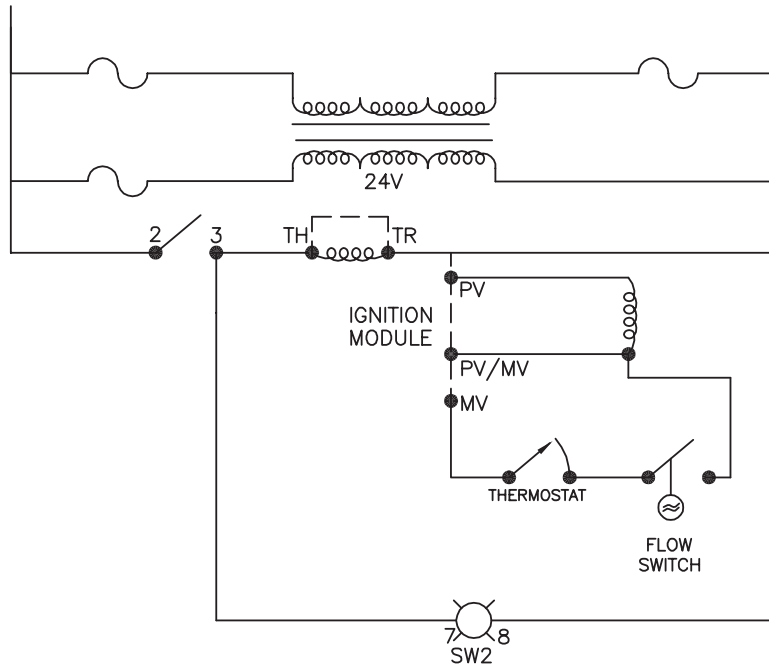 24V
2
3
TH
TR
PV
IGNITION
MODULE
PV/MV
MV
THERMOSTAT
FLOW
SWITCH
7
8
SW2